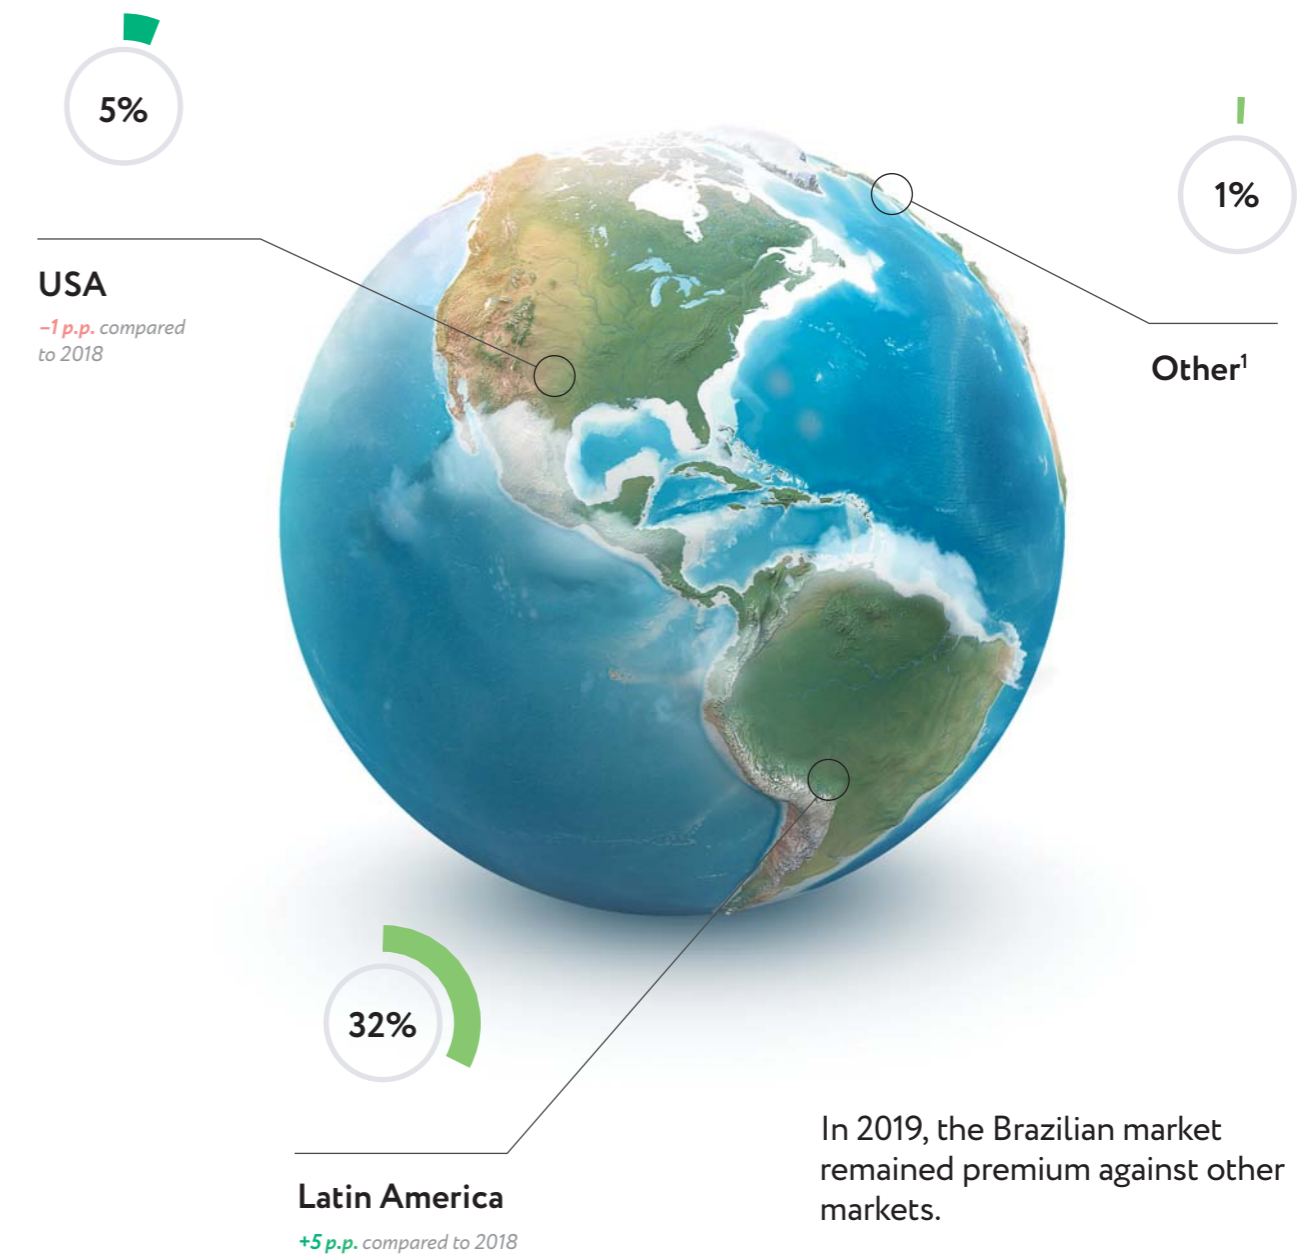 5%
USA
–1 p.p. compared
to 2018
1%
Other¹
32%
Latin America
+5 p.p. compared to 2018
In 2019, the Brazilian market
remained premium against other
markets.